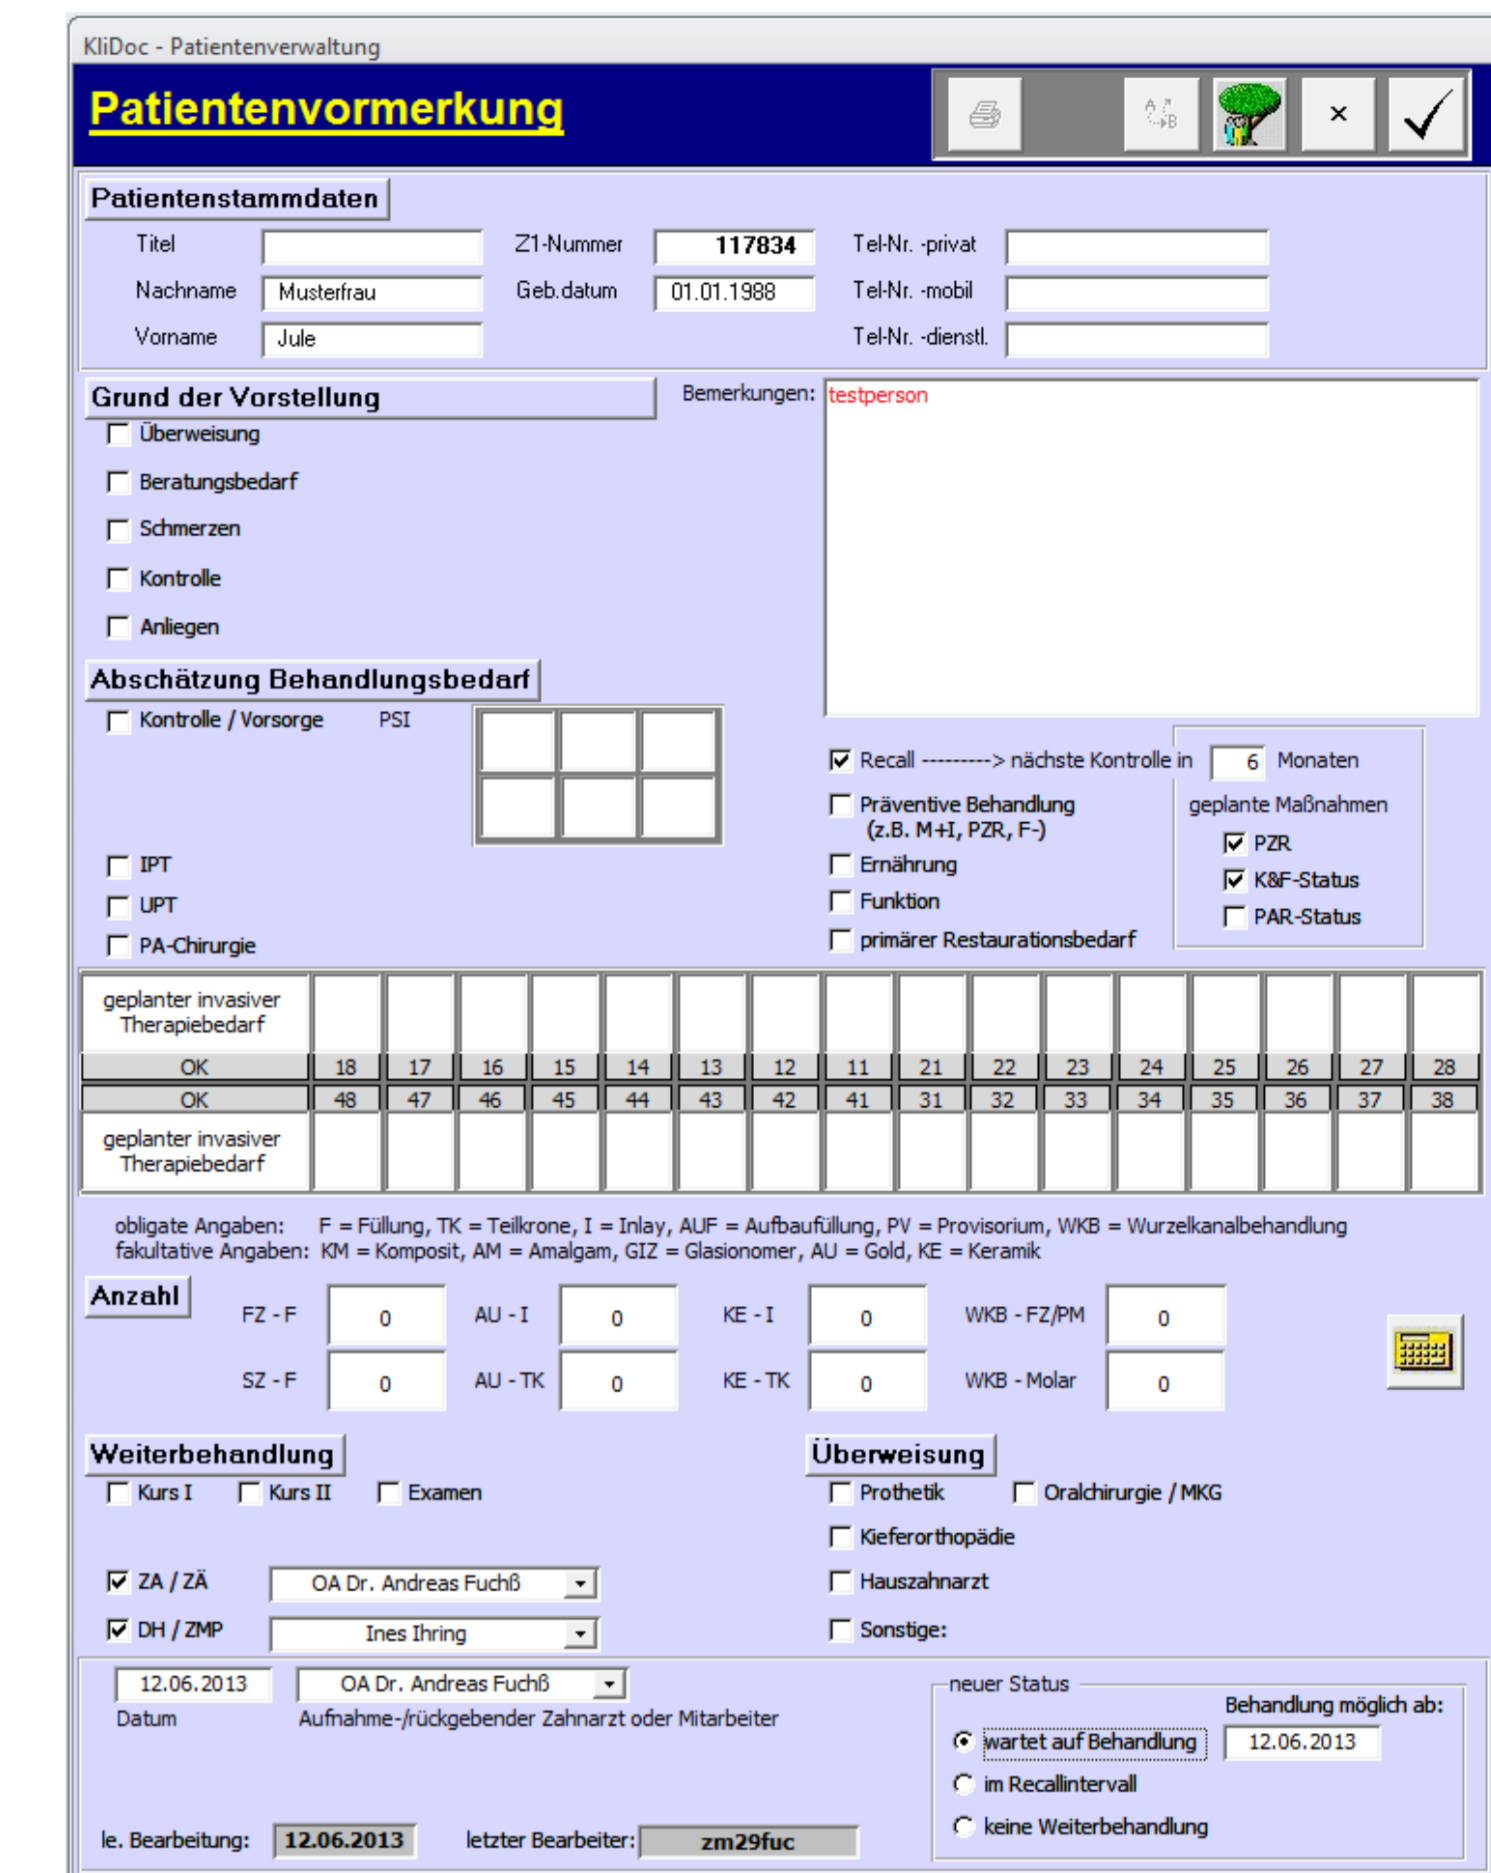 KliDoc - Patientenverwaltung
Patientenvormerkung
A B
×
Patientenstammdaten
Titel Z1-Nummer 117834 Tel-Nr. -privat
Nachname Musterfrau Geb.datum 01.01.1988 Tel-Nr. -mobil
Vorname Jule Tel-Nr. -dienstl.
Grund der Vorstellung Bemerkungen: testperson
Überweisung
Beratungsbedarf
Schmerzen
Kontrolle
Anliegen
Abschätzung Behandlungsbedarf
Kontrolle / Vorsorge PSI
Recall ---------> nächste Kontrolle in 6 Monaten
Präventive Behandlung geplante Maßnahmen
(z.B. M+I, PZR, F-) PZR
IPT Ernährung K&F-Status
UPT Funktion PAR-Status
PA-Chirurgie primärer Restaurationsbedarf
geplanter invasiver
Therapiebedarf
OK 18 17 16 15 14 13 12 11 21 22 23 24 25 26 27 28
OK 48 47 46 45 44 43 42 41 31 32 33 34 35 36 37 38
geplanter invasiver
Therapiebedarf
obligate Angaben: F = Füllung, TK = Teilkrone, I = Inlay, AUF = Aufbaufüllung, PV = Provisorium, WKB = Wurzelkanalbehandlung
fakultative Angaben: KM = Komposit, AM = Amalgam, GIZ = Glasionomer, AU = Gold, KE = Keramik
Anzahl
FZ - F 0 AU - I 0 KE - I 0 WKB - FZ/PM 0
SZ - F 0 AU - TK 0 KE - TK 0 WKB - Molar 0
Weiterbehandlung Überweisung
Kurs I Kurs II Examen Prothetik Oralchirurgie / MKG
Kieferorthopädie
ZA / ZÄ OA Dr. Andreas Fuchß Hauszahnarzt
DH / ZMP Ines Ihring Sonstige:
12.06.2013 OA Dr. Andreas Fuchß neuer Status
Datum Aufnahme-/rückgebender Zahnarzt oder Mitarbeiter Behandlung möglich ab:
wartet auf Behandlung 12.06.2013
im Recallintervall
keine Weiterbehandlung
le. Bearbeitung: 12.06.2013 letzter Bearbeiter: zm29fuc